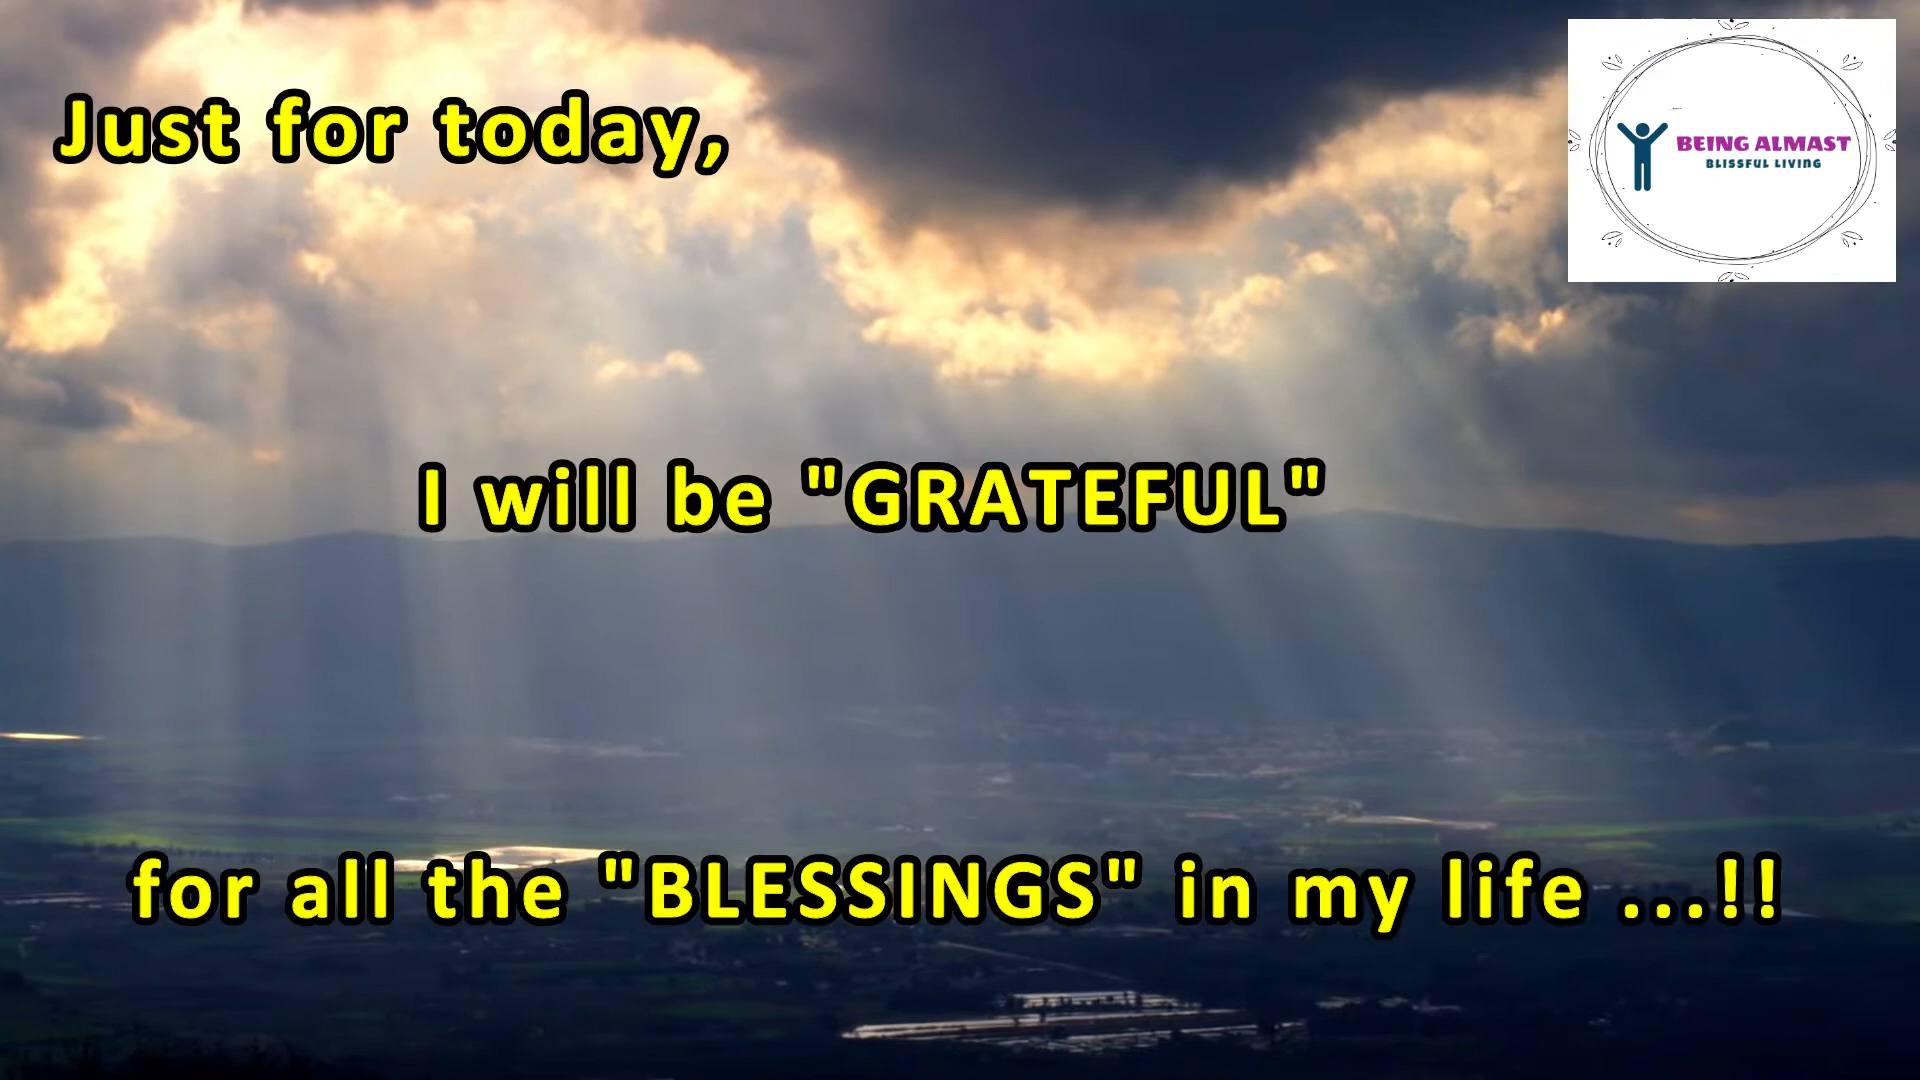 Just for today,
BEING ALMAST
BLISSFUL LIVING
I will be "GRATEFUL"
for all the "BLESSINGS" in my life ...!!